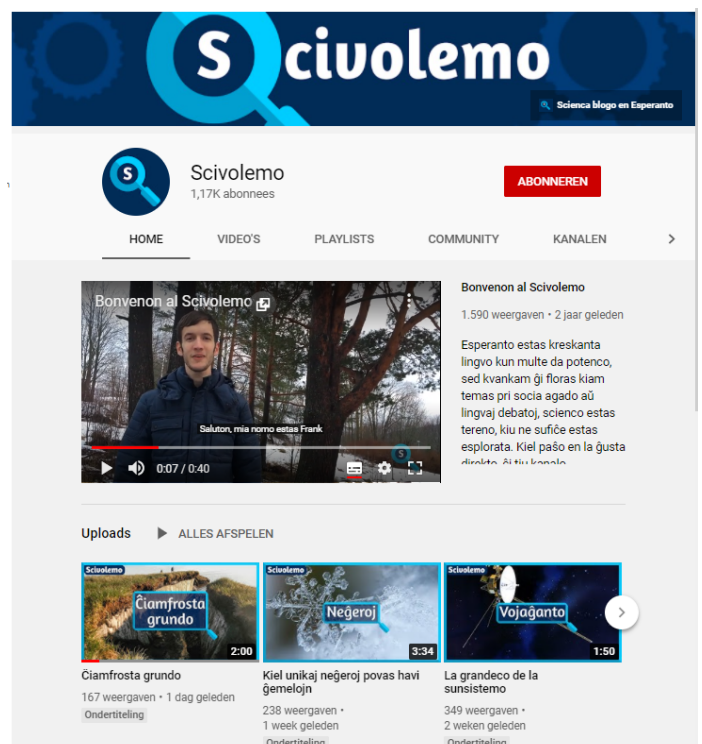 Scivolemo
Scienca blogo en Esperanto
S
Scivolemo
1,17K abonnees
ABONNEREN
HOME
VIDEO'S
PLAYLISTS
COMMUNITY
KANALEN
Bonvenon al Scivolemo
Saluton, mia nomo estas Frank
S
0:07 / 0:40
Bonvenon al Scivolemo
1.590 weergaven • 2 jaar geleden
Esperanto estas kreskanta
lingvo kun multe da potenco,
sed kvankam ĝi floras kiam
temas pri socia agado aŭ
lingvaj debatoj, scienco estas
tereno, kiu ne sufiĉe estas
esplorata. Kiel paŝo en la ĝusta
direkto, ĉi tiu kanalo
Uploads
ALLES AFSPELEN
Scivolemo
Ĉiamfrosta
grundo
2:00
Ĉiamfrosta grundo
167 weergaven • 1 dag geleden
Ondertiteling
Scivolemo
Neĝeroj
3:34
Kiel unikaj neĝeroj povas havi
ĝemelojn
238 weergaven •
1 week geleden
Ondertiteling
Scivolemo
Vojaĝanto
1:50
La grandeco de la
sunsistemo
349 weergaven •
2 weken geleden
Ondertiteling